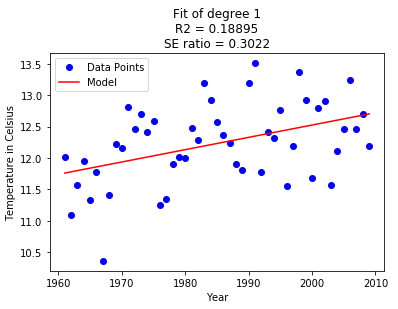 Fit of degree 1
R2 = 0.18895
SE ratio = 0.3022
Data Points
Model
Temperature in Celsius
13.5
13.0
12.5
12.0
11.5
11.0
10.5
1960 1970 1980 1990 2000 2010
Year